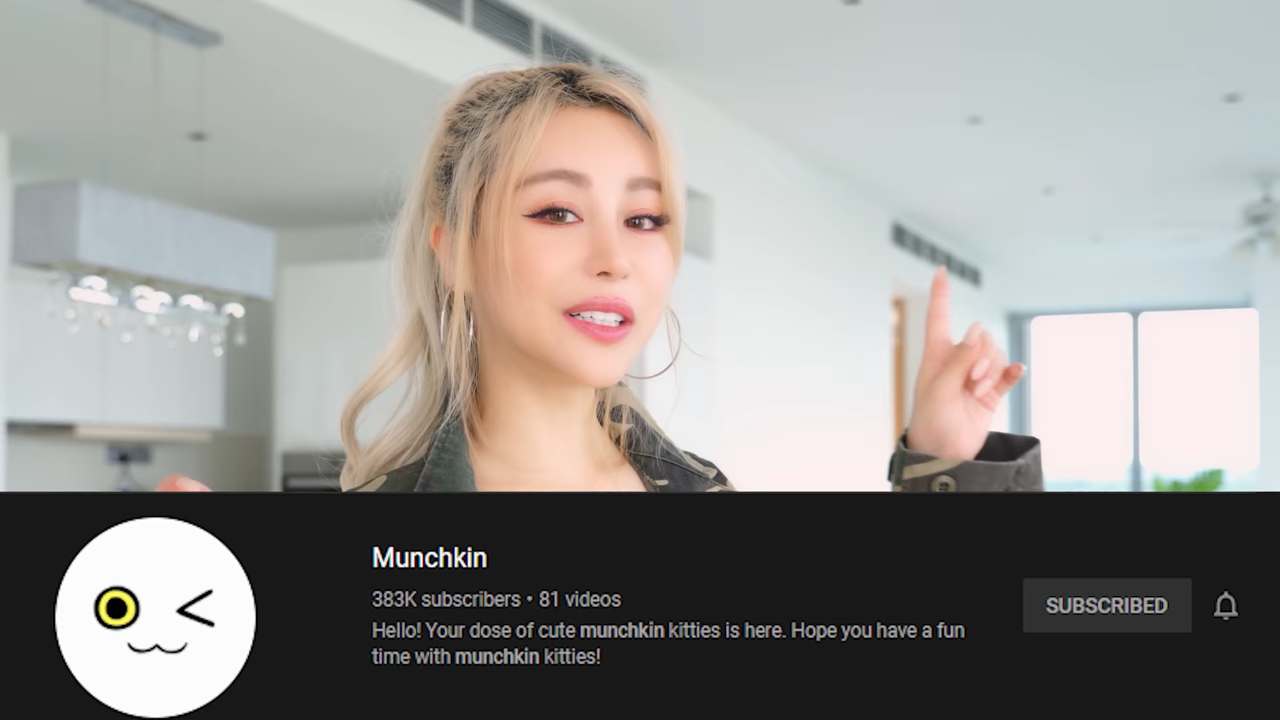 Munchkin
383K subscribers • 81 videos
Hello! Your dose of cute munchkin kitties is here. Hope you have a fun
time with munchkin kitties!
SUBSCRIBED